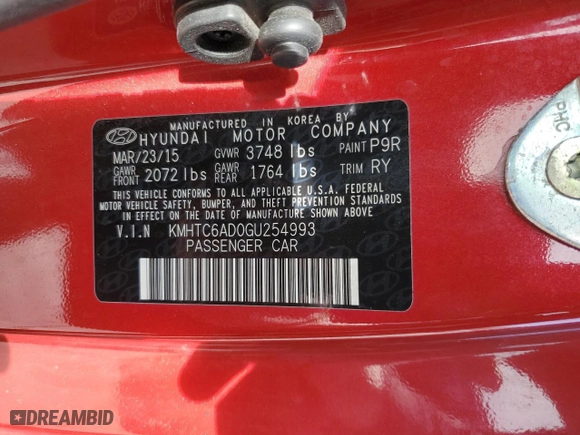 MANUFACTURED IN KOREA BY
HYUNDAI MOTOR COMPANY
MAR/23/15 GVWR 3748 lbs PAINT P9R
GAWR FRONT 2072 lbs GAWR REAR 1764 lbs TRIM RY
THIS VEHICLE CONFORMS TO ALL APPLICABLE U.S.A. FEDERAL
MOTOR VEHICLE SAFETY, BUMPER, AND THEFT PREVENTION STANDARDS
IN EFFECT ON THE DATE OF MANUFACTURE SHOWN ABOVE
V.I.N KMHTC6AD0GU254993
PASSENGER CAR
PHC
DREAMBID